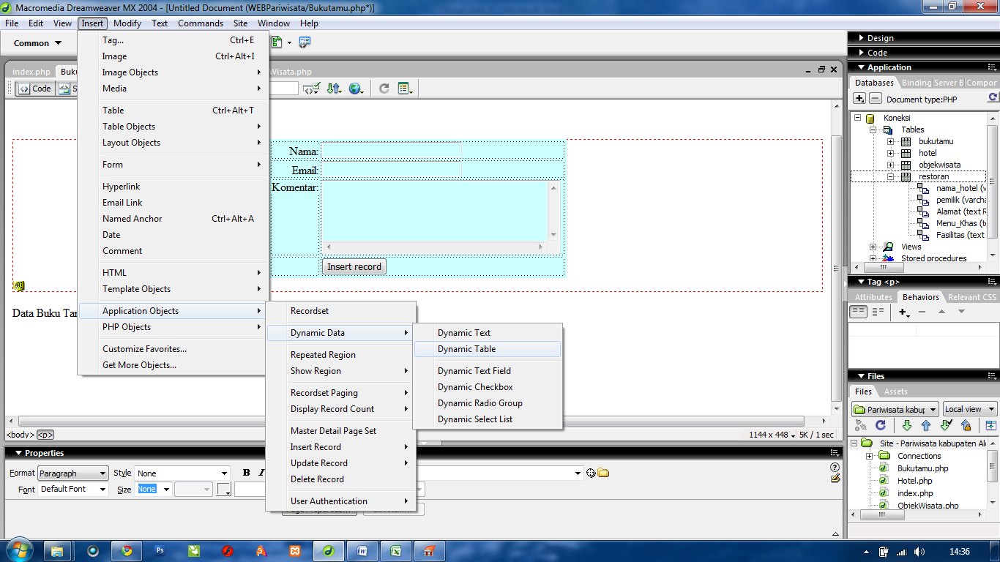 Macromedia Dreamweaver MX 2004 - [Untitled Document (WEBPariwisata/Bukutamu.php*)]
File Edit View Insert Modify Text Commands Site Window Help
Common
index.php Buku Wisata.php
Code S
Tag... Ctrl+E
Image Ctrl+Alt+I
Image Objects
Media
Table Ctrl+Alt+T
Table Objects
Layout Objects
Form
Hyperlink
Email Link
Named Anchor Ctrl+Alt+A
Date
Comment
HTML
Template Objects
Application Objects
PHP Objects
Customize Favorites...
Get More Objects...
Recordset
Dynamic Data
Repeated Region
Show Region
Recordset Paging
Display Record Count
Master Detail Page Set
Insert Record
Update Record
Delete Record
User Authentication
Dynamic Text
Dynamic Table
Dynamic Text Field
Dynamic Checkbox
Dynamic Radio Group
Dynamic Select List
Nama:
Email:
Komentar:
Insert record
Data Buku Tam
<body> <p>
1144 x 448 5K / 1 sec
Properties
Format Paragraph Style None B I
Font Default Font Size None
Design
Code
Application
Databases Binding Server B Compor
Document type:PHP
Koneksi
Tables
bukutamu
hotel
objekwisata
restoran
nama_hotel (v
pemilik (varcha
Alamat (text R
Menu_Khas (te
Fasilitas (text
Views
Stored procedures
Tag <p>
Attributes Behaviors Relevant CSS
Files
Files Assets
Pariwisata kabup Local view
Site - Pariwisata kabupaten Al
Connections
Bukutamu.php
Hotel.php
index.php
ObjekWisata.php
Ps
14:36